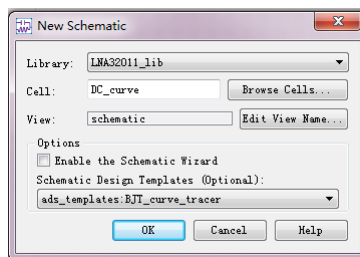 New Schematic
Library: LNA32011_lib
Cell: DC_curve Browse Cells...
View: schematic Edit View Name...
Options
Enable the Schematic Wizard
Schematic Design Templates (Optional):
ads_templates:BJT_curve_tracer
OK Cancel Help